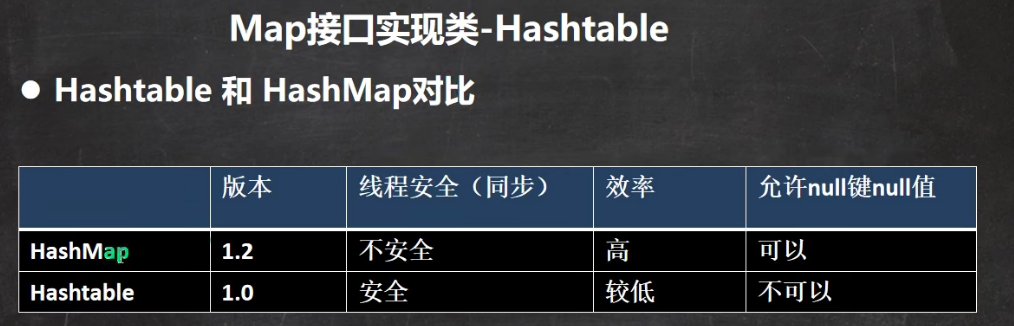 Map接口实现类-Hashtable
● Hashtable 和 HashMap对比
版本 线程安全（同步） 效率 允许null键null值
HashMap 1.2 不安全 高 可以
Hashtable 1.0 安全 较低 不可以